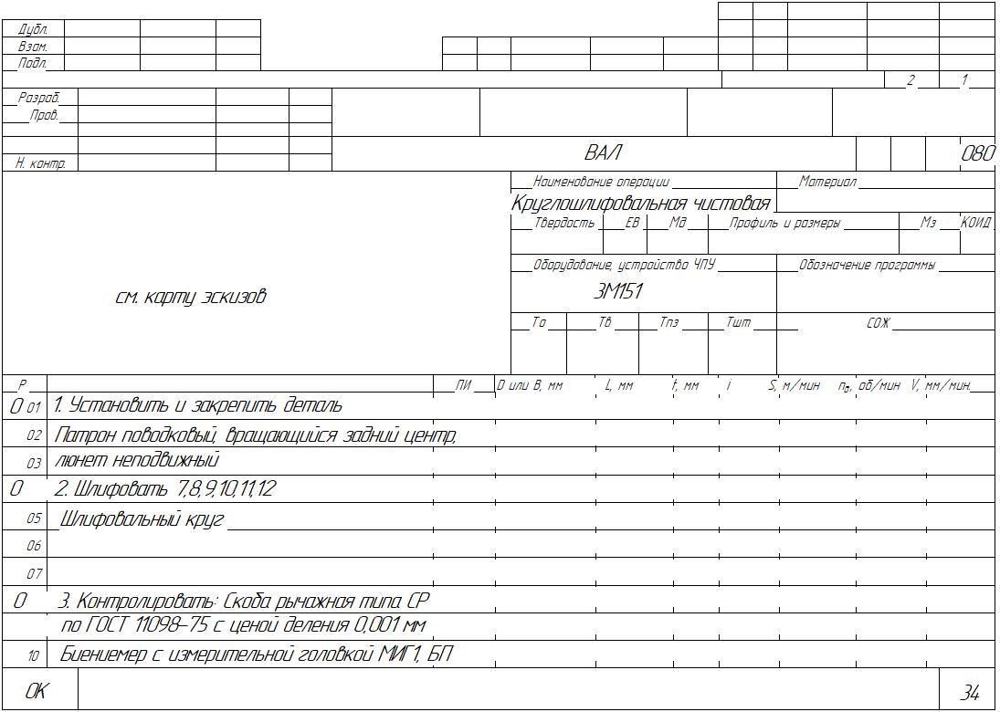 Дубл.
Взам.
Подл.
2 1
Разраб.
Пров.
Н. контр.
ВАЛ 080
Наименование операции Материал
Круглошлифовальная чистовая
Твердость ЕВ Мд Профиль и размеры Мз КОИД
Оборудование, устройство ЧПУ Обозначение программы
3М151
см. карту эскизов
То Тв Тпз Тшт СОЖ
Р ПИ D или В, мм L, мм t, мм i S, м/мин nд, об/мин V, мм/мин.
О 01 1. Установить и закрепить деталь
02 Патрон поводковый, вращающийся задний центр,
03 люнет неподвижный
О 2. Шлифовать 7,8,9,10,11,12
05 Шлифовальный круг
06
07
О 3. Контролировать: Скоба рычажная типа СР
по ГОСТ 11098-75 с ценой деления 0,001 мм
10 Биениемер с измерительной головкой МИГ1, БП
ОК 34